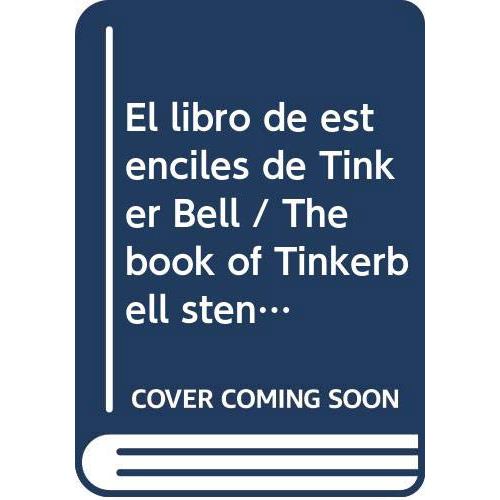 El libro de est
enciles de Tink
er Bell / The
book of Tinkerb
ell sten...
COVER COMING SOON